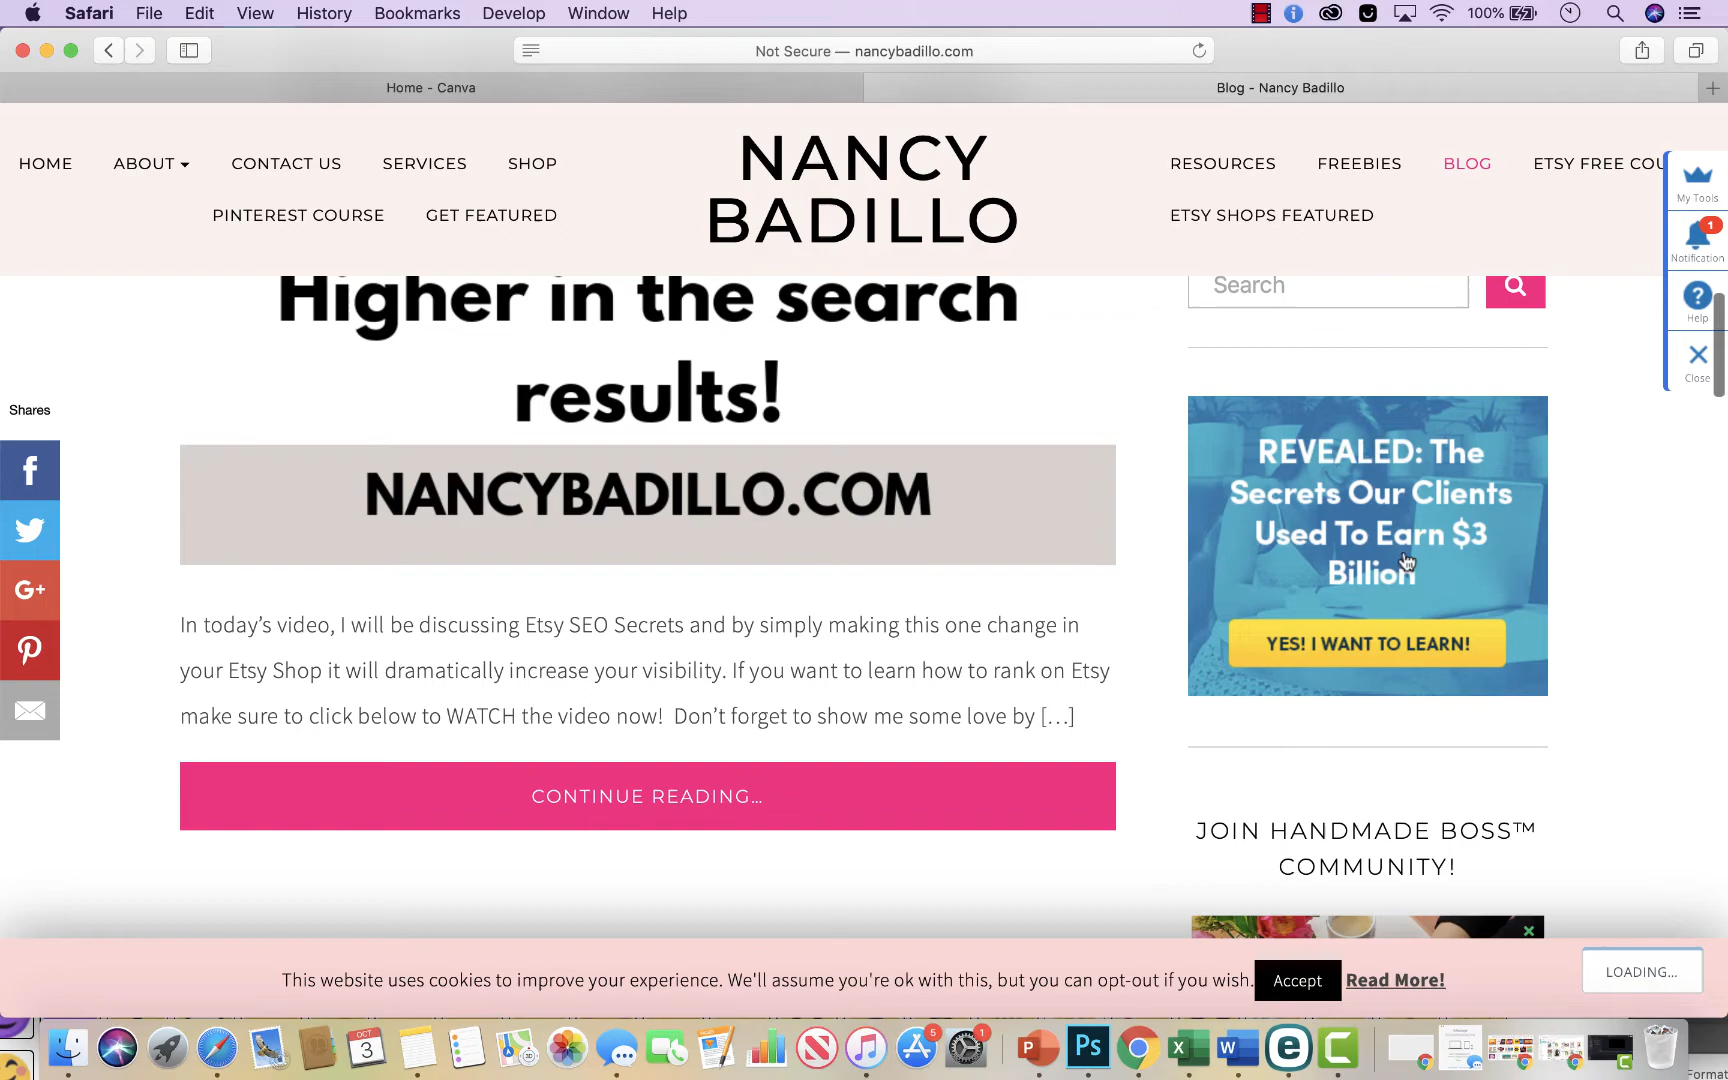 Safari File Edit View History Bookmarks Develop Window Help 100%
Not Secure — nancybadillo.com
Home - Canva
Blog - Nancy Badillo
HOME ABOUT CONTACT US SERVICES SHOP
PINTEREST COURSE GET FEATURED
NANCY
BADILLO
RESOURCES FREEBIES BLOG ETSY FREE COU
ETSY SHOPS FEATURED
My Tools
1
Notification
Help
Close
Higher in the search
results!
NANCYBADILLO.COM
Search
Shares
REVEALED: The
Secrets Our Clients
Used To Earn $3
Billion
YES! I WANT TO LEARN!
In today’s video, I will be discussing Etsy SEO Secrets and by simply making this one change in
your Etsy Shop it will dramatically increase your visibility. If you want to learn how to rank on Etsy
make sure to click below to WATCH the video now! Don’t forget to show me some love by […]
CONTINUE READING…
JOIN HANDMADE BOSS™
COMMUNITY!
This website uses cookies to improve your experience. We'll assume you're ok with this, but you can opt-out if you wish. Accept Read More!
LOADING...
OCT
3
5
1
Format